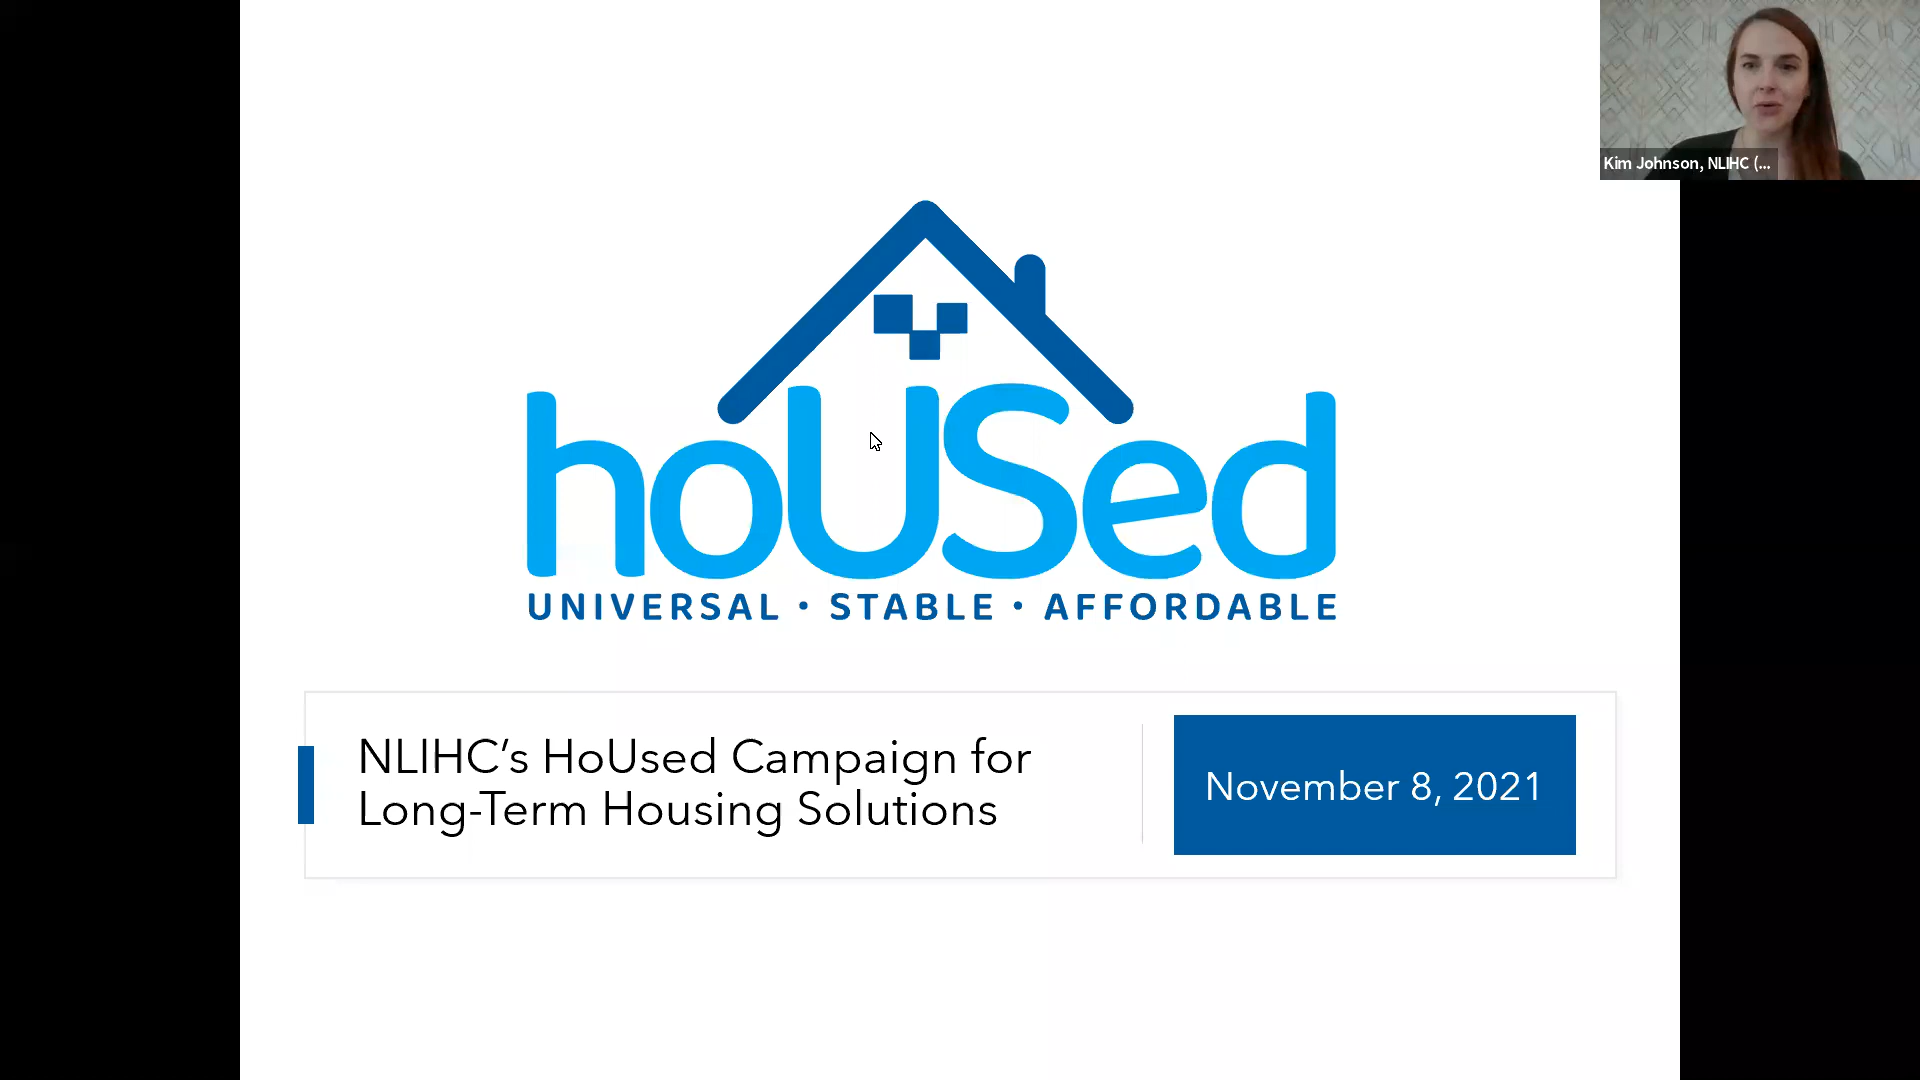 Kim Johnson, NLIHC (...
hoUSed
UNIVERSAL • STABLE • AFFORDABLE
NLIHC’s HoUsed Campaign for
Long-Term Housing Solutions
November 8, 2021